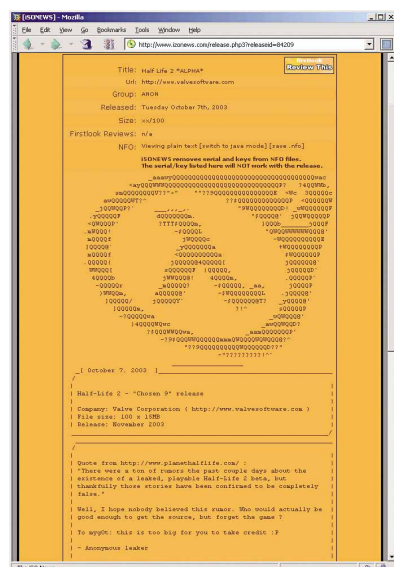 [iSONEWS] - Mozilla
File Edit View Go Bookmarks Tools Window Help
http://www.izonews.com/release.php3?releaseid=84209
Review This
Title: Half Life 2 *ALPHA*
Url: http://www.valvesoftware.com
Group: ANON
Released: Tuesday October 7th, 2003
Size: xx/100
Firstlook Reviews: n/a
NFO: Viewing plain text [switch to java mode] [save .nfo]
iSONEWS removes serial and keys from NFO files.
The serial/key listed here will NOT work with the release.
_[ October 7, 2003 ]
Half-Life 2 - "Chosen 9" release
Company: Valve Corporation ( http://www.valvesoftware.com )
File size: 100 x 15MB
Release: November 2003
Quote from http://www.planethalflife.com/ :
"There were a ton of rumors the past couple days about the
existence of a leaked, playable Half-Life 2 beta, but
thankfully those stories have been confirmed to be completely
false."
Well, I hope nobody believed this rumor. Who would actually be
good enough to get the source, but forget the game ?
To myg0t: this is too big for you to take credit :P
- Anonymous leaker